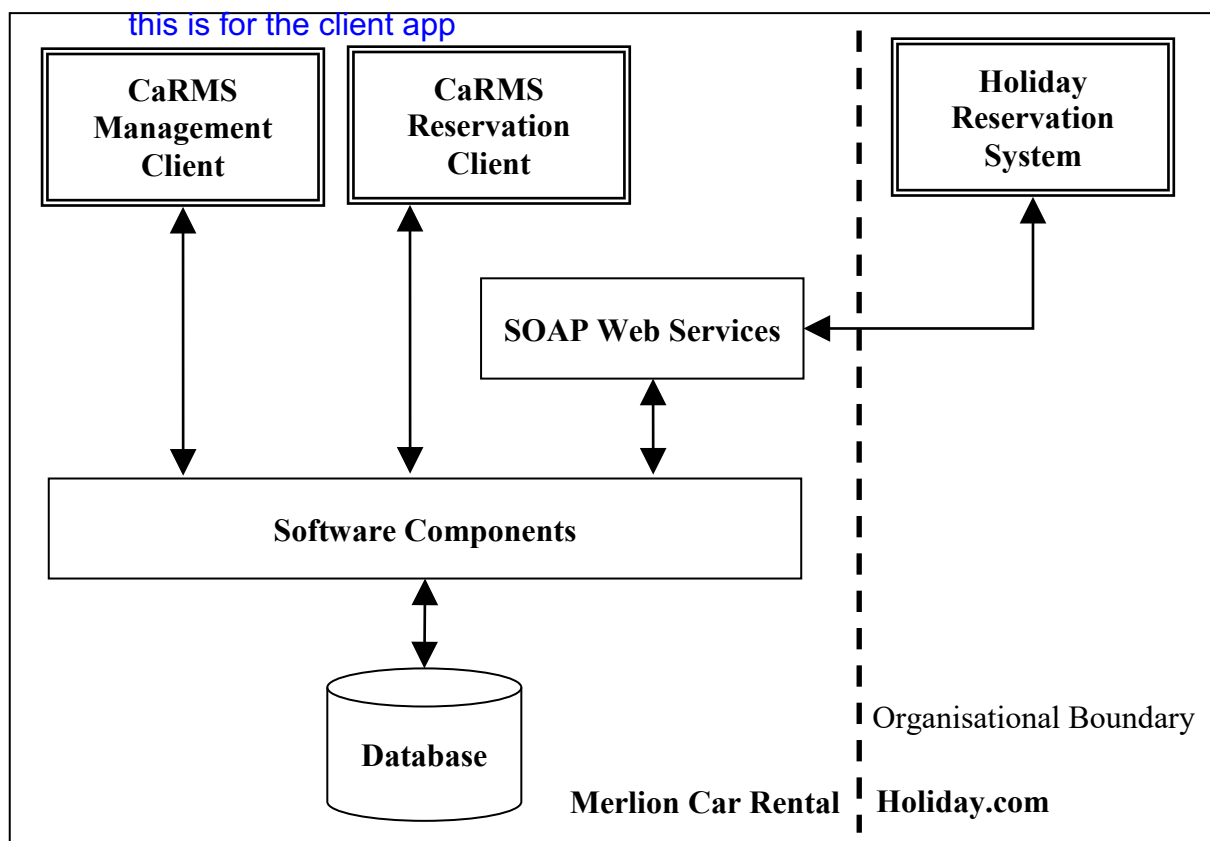 this is for the client app
CaRMS
Management
Client
CaRMS
Reservation
Client
Holiday
Reservation
System
SOAP Web Services
Software Components
Database
Organisational Boundary
Merlion Car Rental
Holiday.com